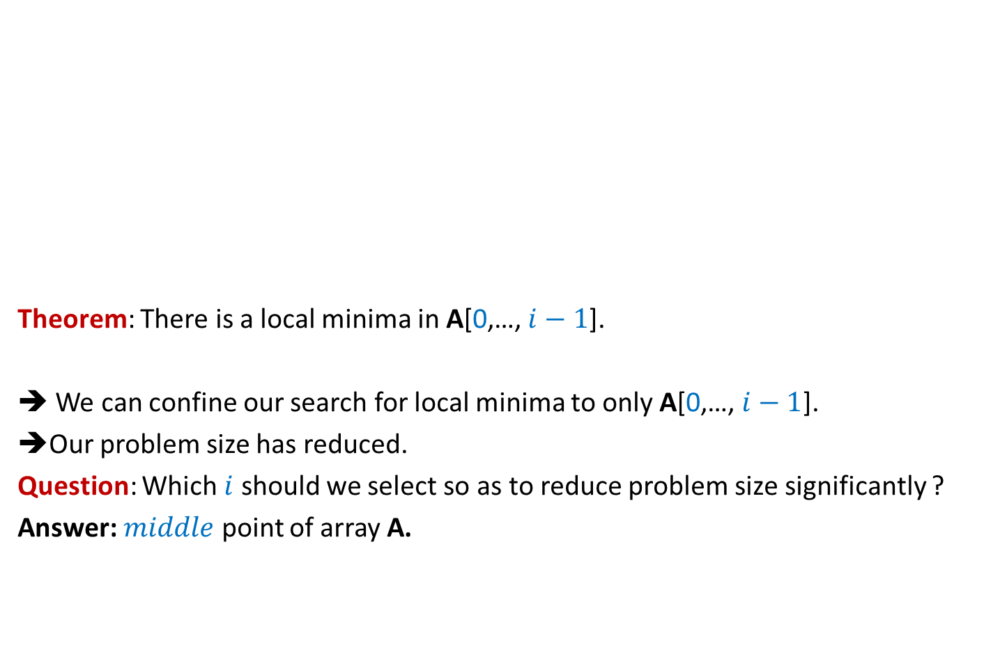 Theorem: There is a local minima in A[0,…, i − 1].
➔ We can confine our search for local minima to only A[0,…, i − 1].
➔Our problem size has reduced.
Question: Which i should we select so as to reduce problem size significantly ?
Answer: middle point of array A.